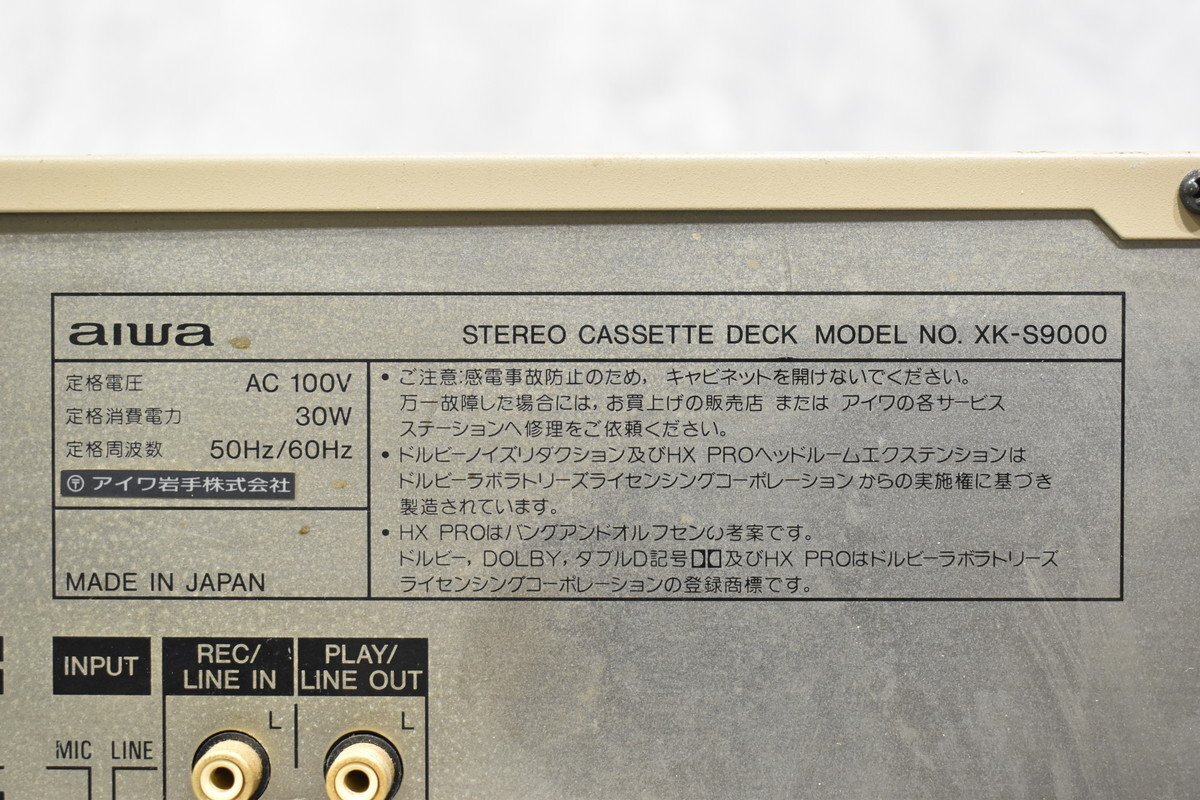 aiwa
STEREO CASSETTE DECK MODEL NO. XK-S9000
定格電圧 AC 100V
定格消費電力 30W
定格周波数 50Hz/60Hz
〶 アイワ岩手株式会社
MADE IN JAPAN
• ご注意:感電事故防止のため, キャビネットを開けないでください。
万一故障した場合には, お買上げの販売店 または アイワの各サービス
ステーションへ修理をご依頼ください。
• ドルビーノイズリダクション及びHX PROヘッドルームエクステンションは
ドルビーラボラトリーズライセンシングコーポレーション からの実施権に基づき
製造されています。
• HX PROはバングアンドオルフセンの考案です。
ドルビー, DOLBY, ダブルD記号及びHX PROはドルビーラボラトリーズ
ライセンシングコーポレーションの登録商標です。
INPUT
REC/
LINE IN
PLAY/
LINE OUT
L L
MIC LINE